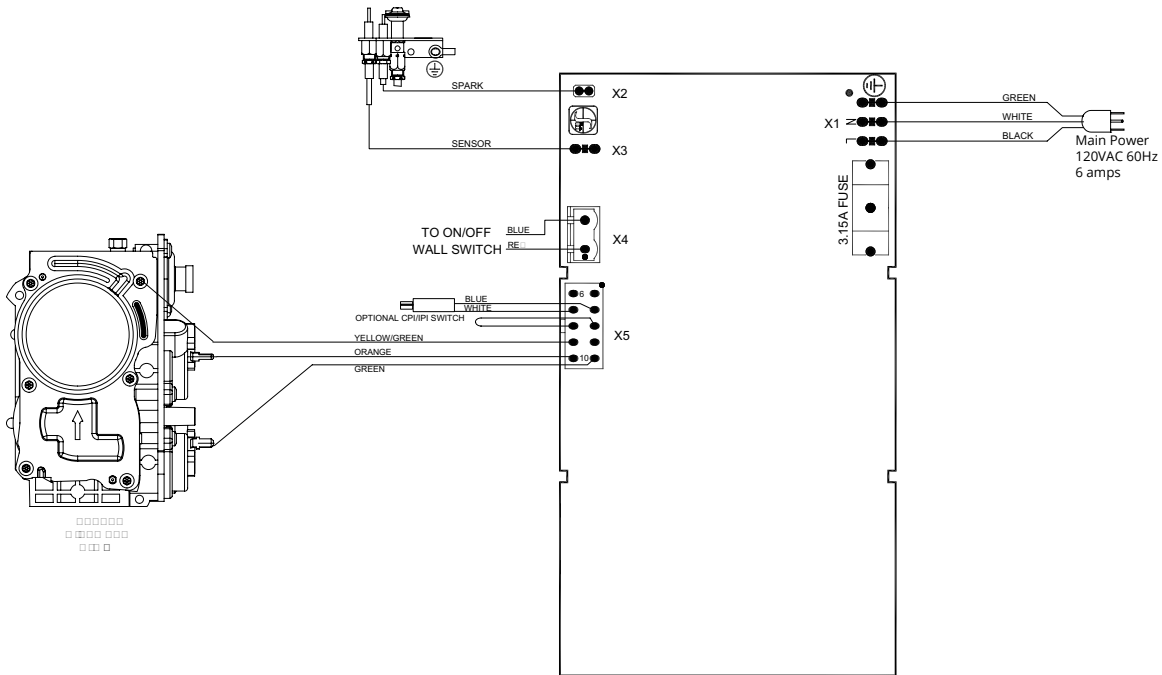 SPARK
X2
SENSOR
X3
TO ON/OFF
WALL SWITCH
BLUE
X4
BLUE
WHITE
OPTIONAL CPI/IPI SWITCH
6
X5
YELLOW/GREEN
ORANGE
10
GREEN
X1
N
L
GREEN
WHITE
BLACK
Main Power
120VAC 60Hz
6 amps
3.15A FUSE